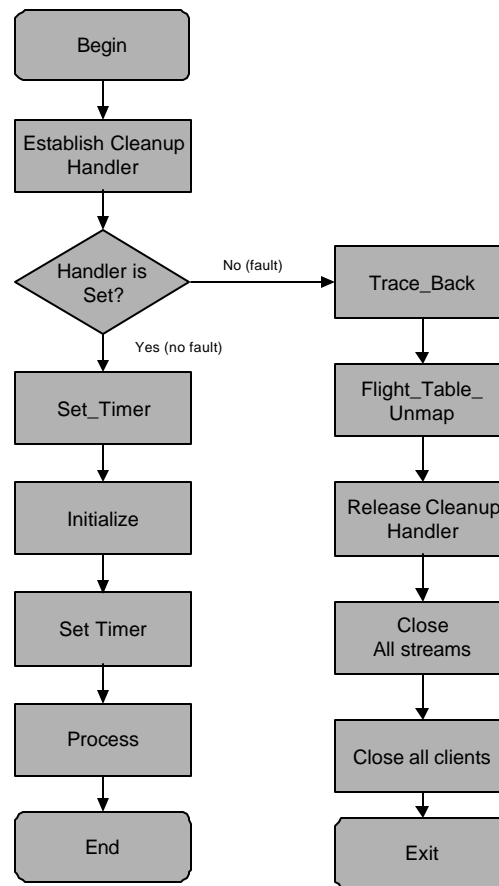 Begin
Establish Cleanup
Handler
Handler is
Set?
No (fault)
Yes (no fault)
Set_Timer
Initialize
Set Timer
Process
End
Trace_Back
Flight_Table_
Unmap
Release Cleanup
Handler
Close
All streams
Close all clients
Exit